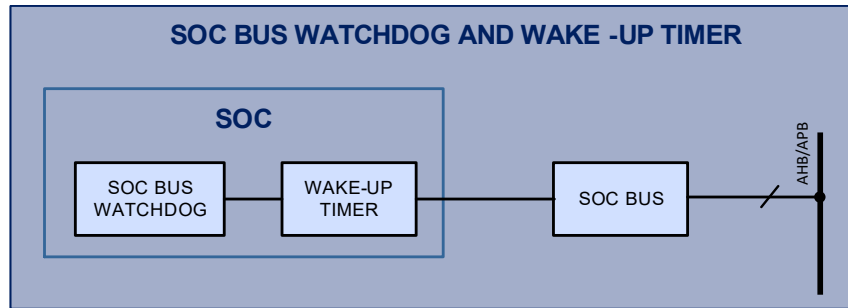 SOC BUS WATCHDOG AND WAKE -UP TIMER
SOC
SOC BUS
WATCHDOG
WAKE-UP
TIMER
SOC BUS
AHB/APB